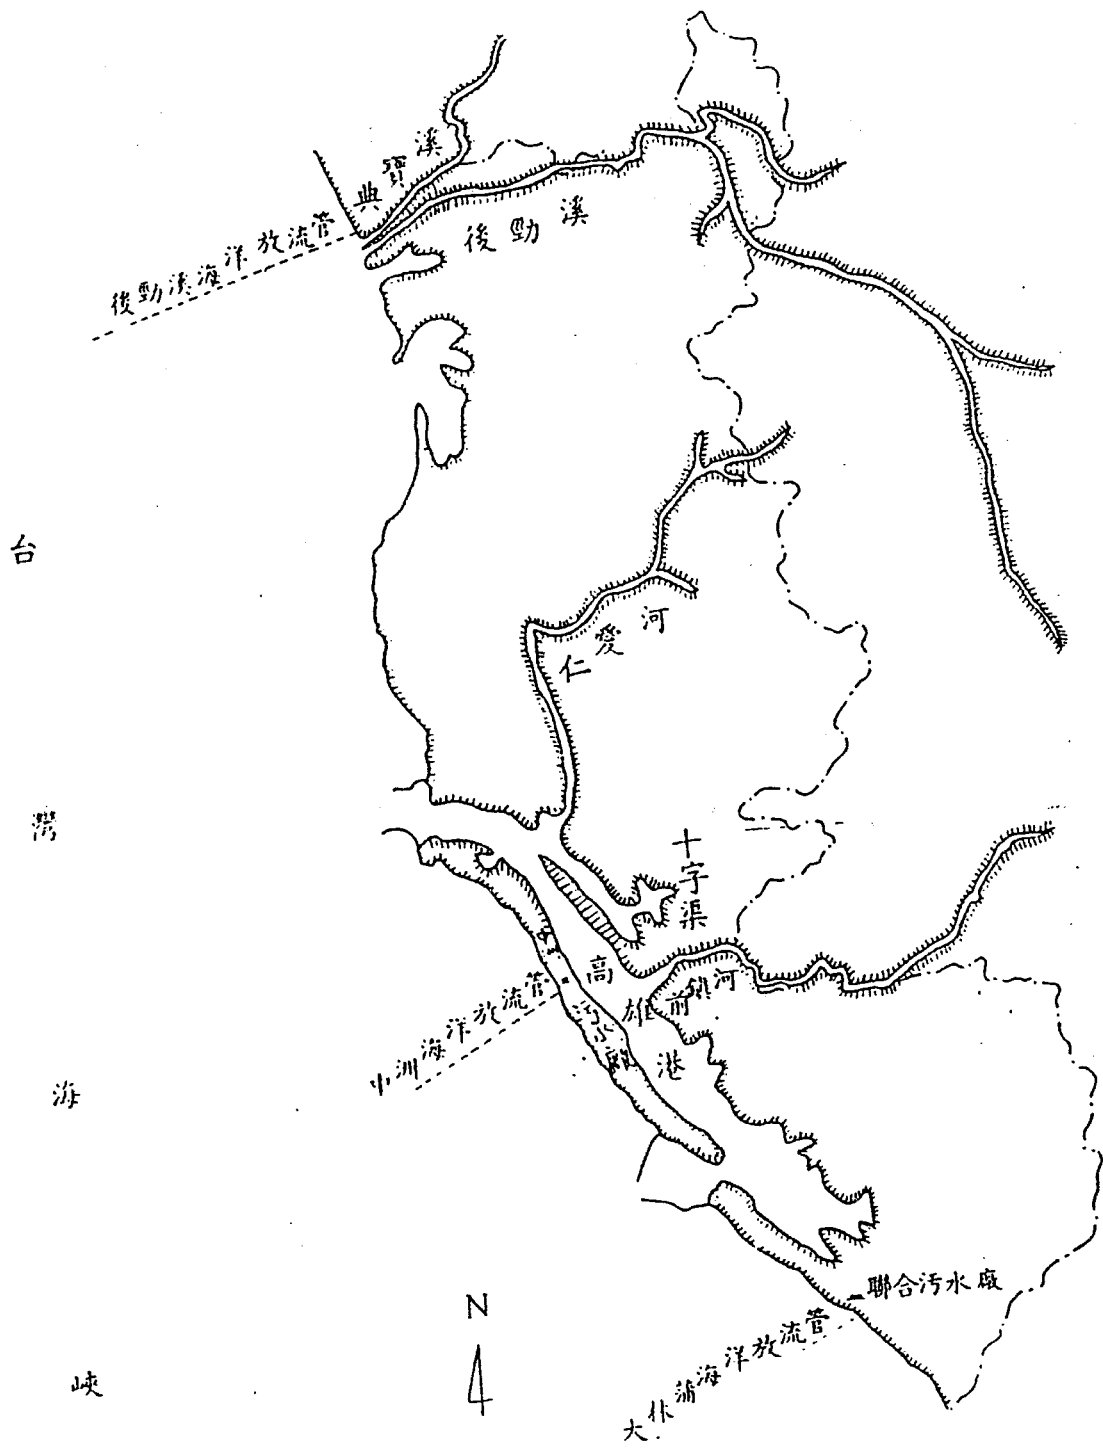 典寶溪
後勁溪
後勁溪海洋放流管
台灣海峽
仁愛河
十字渠
前鎮河
高雄港
中洲海洋放流管
聯合污水廠
大林蒲海洋放流管
N